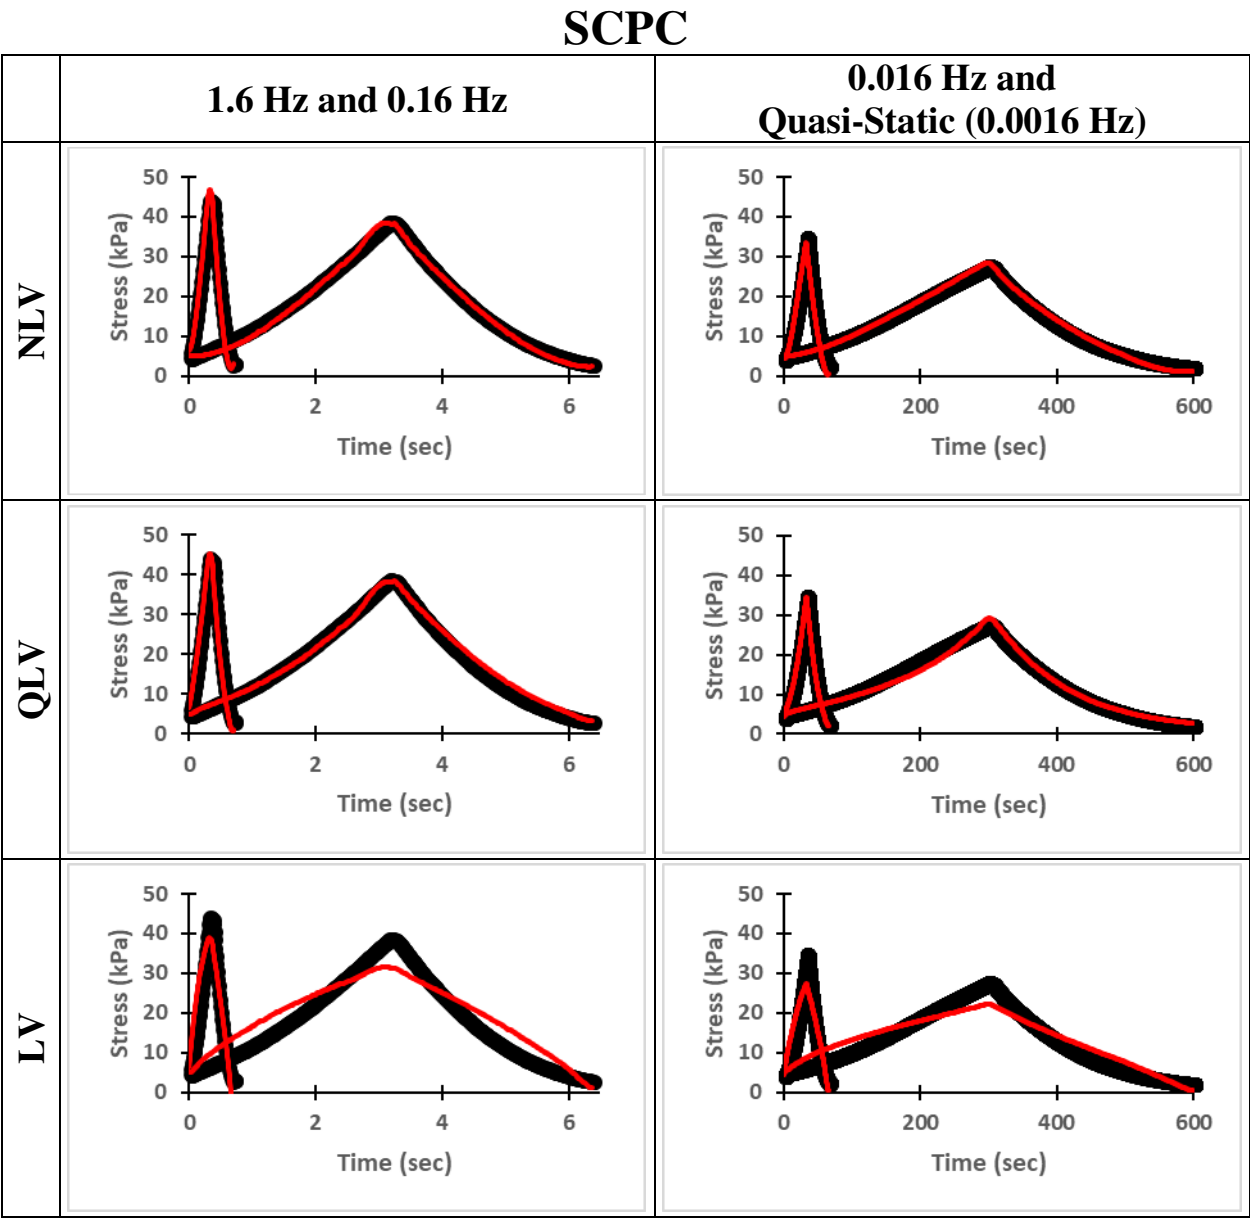 SCPC
1.6 Hz and 0.16 Hz
0.016 Hz and
Quasi-Static (0.0016 Hz)
NLV
Stress (kPa)
50
40
30
20
10
0
0 2 4 6
Time (sec)
Stress (kPa)
50
40
30
20
10
0
0 200 400 600
Time (sec)
QLV
Stress (kPa)
50
40
30
20
10
0
0 2 4 6
Time (sec)
Stress (kPa)
50
40
30
20
10
0
0 200 400 600
Time (sec)
LV
Stress (kPa)
50
40
30
20
10
0
0 2 4 6
Time (sec)
Stress (kPa)
50
40
30
20
10
0
0 200 400 600
Time (sec)